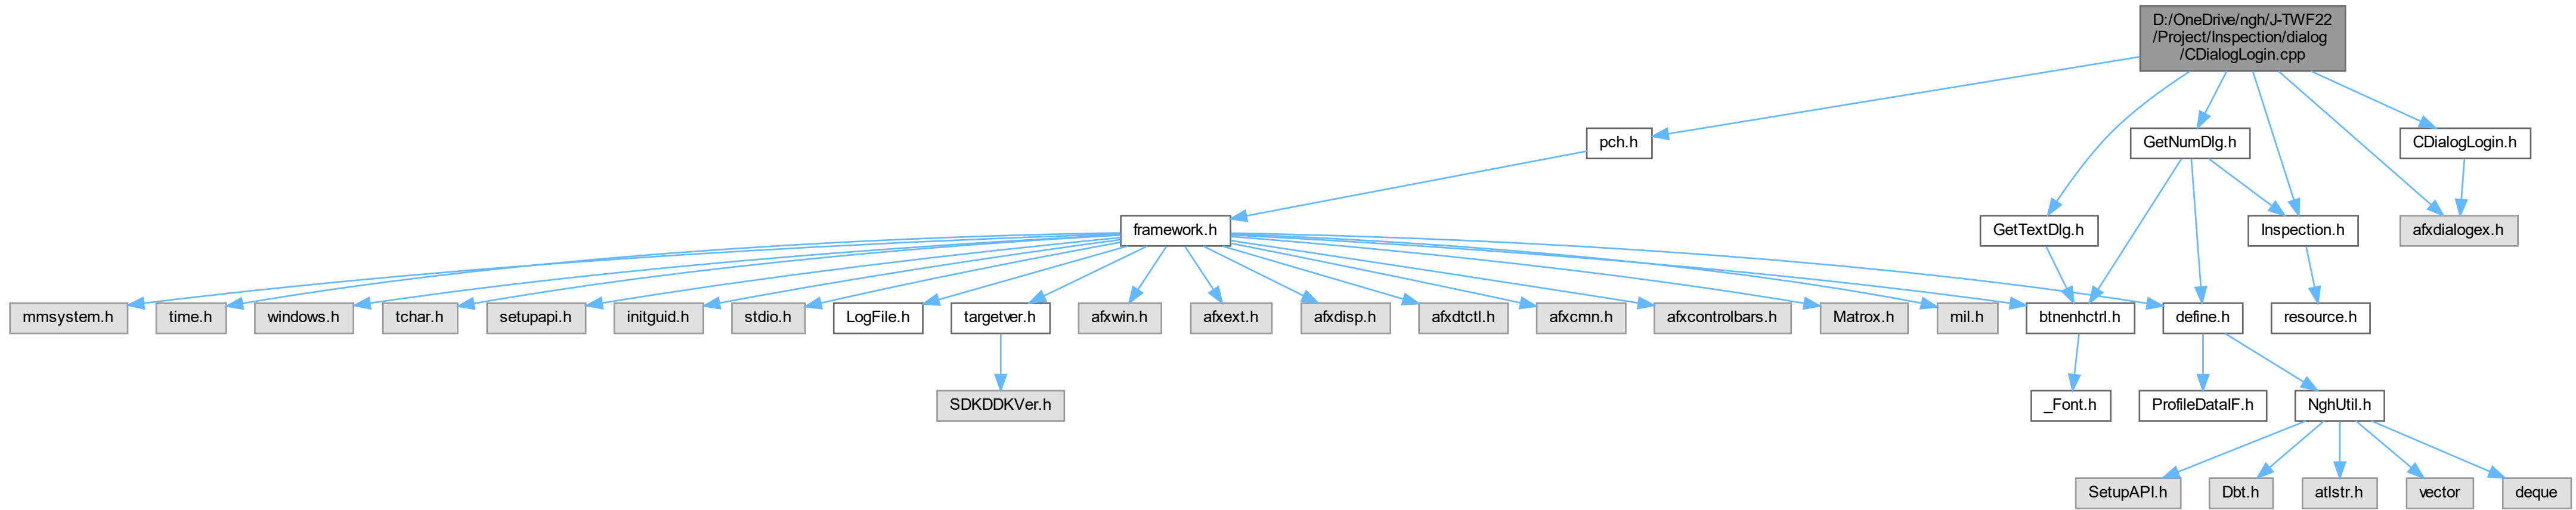 D:/OneDrive/ngh/J-TWF22
/Project/Inspection/dialog
/CDialogLogin.cpp
pch.h
GetNumDlg.h
CDialogLogin.h
framework.h
GetTextDlg.h
Inspection.h
afxdialogex.h
mmsystem.h
time.h
windows.h
tchar.h
setupapi.h
initguid.h
stdio.h
LogFile.h
targetver.h
afxwin.h
afxext.h
afxdisp.h
afxdtctl.h
afxcmn.h
afxcontrolbars.h
Matrox.h
mil.h
btnenhctrl.h
define.h
resource.h
SDKDDKVer.h
_Font.h
ProfileDataIF.h
NghUtil.h
SetupAPI.h
Dbt.h
atlstr.h
vector
deque